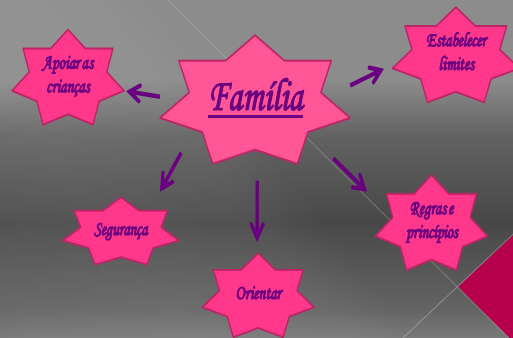 Estabelecer
limites
Apoiar as
crianças
Família
Regras e
princípios
Segurança
Orientar